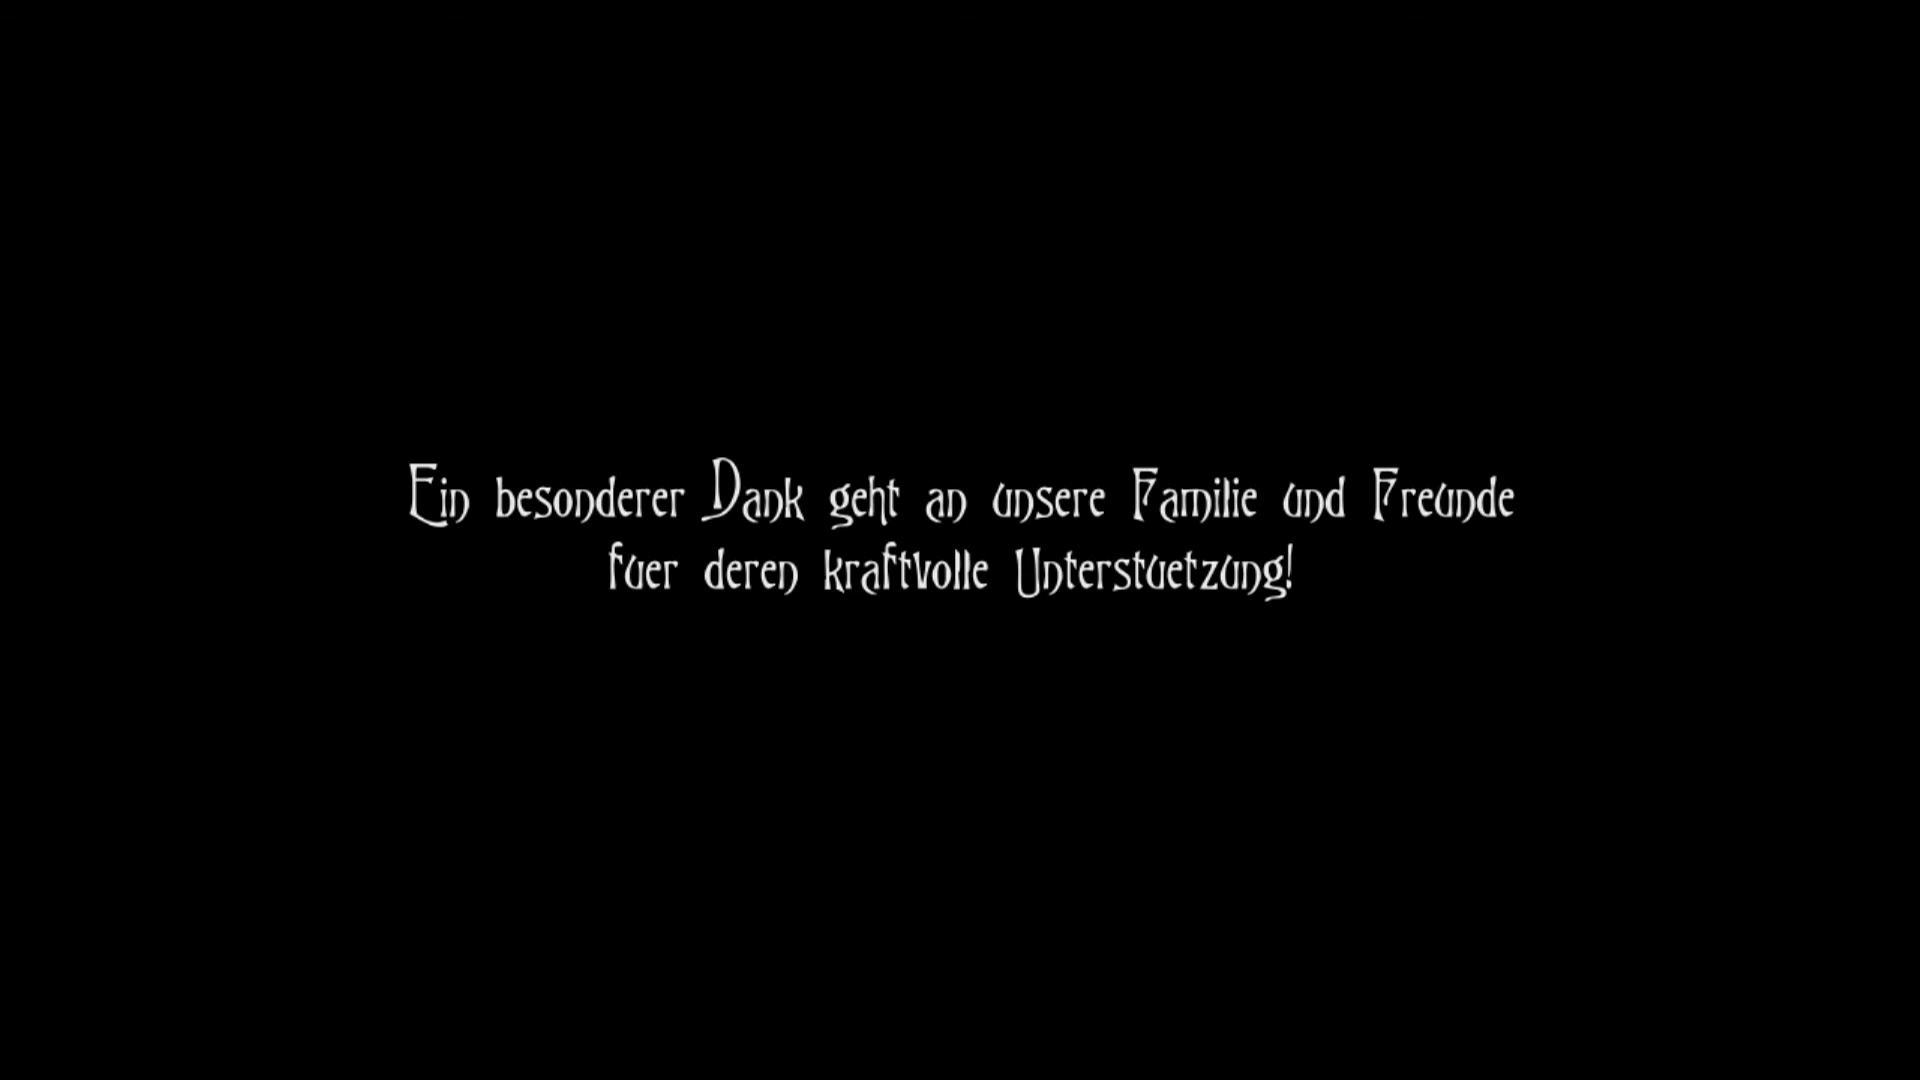 Ein besonderer Dank geht an unsere Familie und Freunde
fuer deren kraftvolle Unterstuetzung!